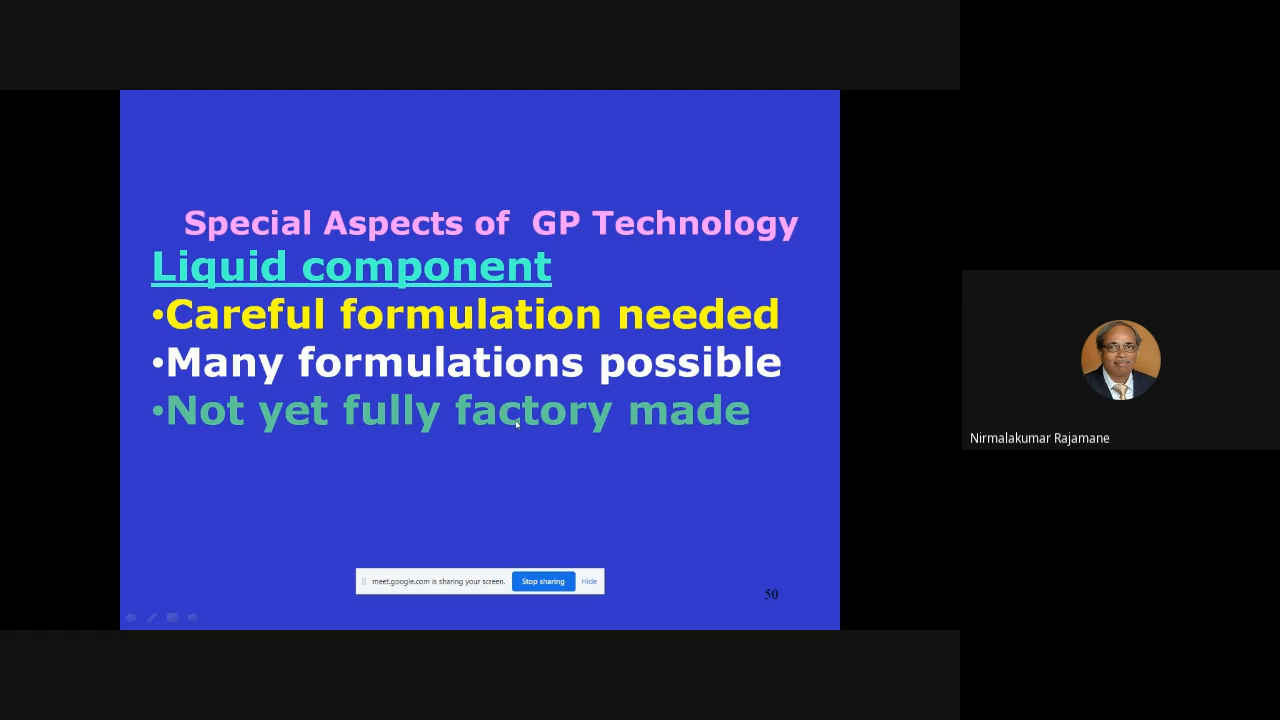 Special Aspects of  GP Technology
Liquid component
•Careful formulation needed
•Many formulations possible
•Not yet fully factory made
meet.google.com is sharing your screen. Stop sharing Hide
50
Nirmalakumar Rajamane